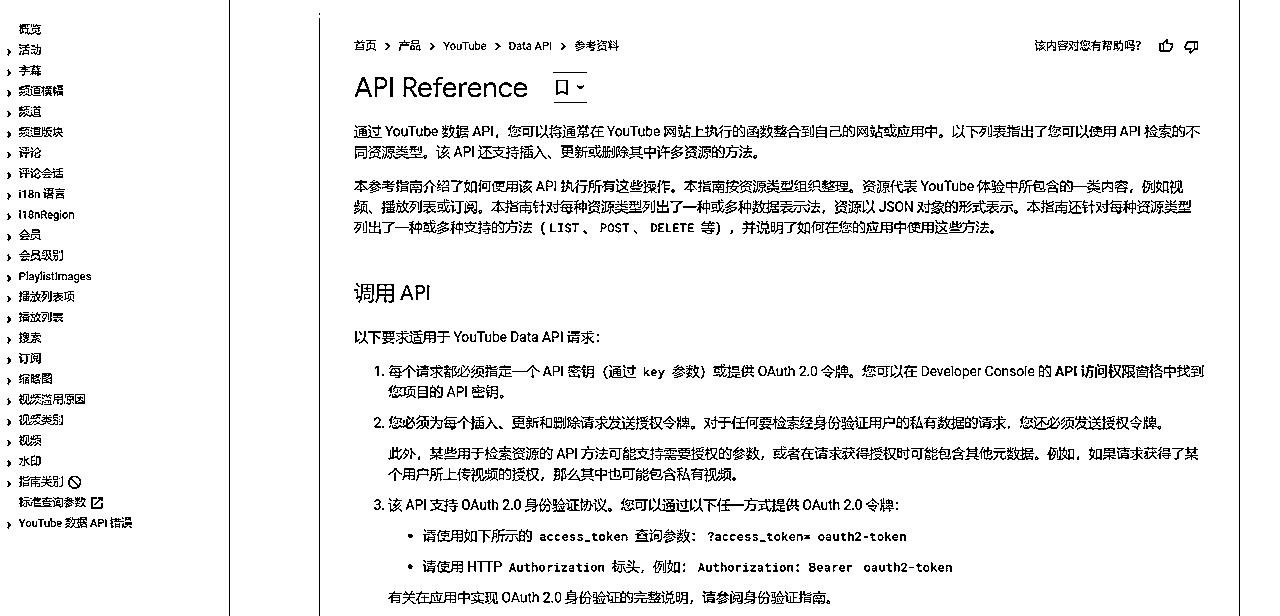 概览
活动
字幕
频道横幅
频道
频道版块
评论
评论会话
i18n 语言
i18nRegion
会员
会员级别
PlaylistImages
播放列表项
播放列表
搜索
订阅
缩略图
视频滥用原因
视频类别
视频
水印
指南类别
标准查询参数
YouTube 数据 API 错误
首页 > 产品 > YouTube > Data API > 参考资料
该内容对您有帮助吗?
API Reference
通过 YouTube 数据 API，您可以将通常在 YouTube 网站上执行的函数整合到自己的网站或应用中。以下列表指出了您可以使用 API 检索的不
同资源类型。该 API 还支持插入、更新或删除其中许多资源的方法。
本参考指南介绍了如何使用该 API 执行所有这些操作。本指南按资源类型组织整理。资源代表 YouTube 体验中所包含的一类内容，例如视
频、播放列表或订阅。本指南针对每种资源类型列出了一种或多种数据表示法，资源以 JSON 对象的形式表示。本指南还针对每种资源类型
列出了一种或多种支持的方法（LIST、POST、DELETE 等），并说明了如何在您的应用中使用这些方法。
调用 API
以下要求适用于 YouTube Data API 请求：
1. 每个请求都必须指定一个 API 密钥（通过 key 参数）或提供 OAuth 2.0 令牌。您可以在 Developer Console 的 API 访问权限窗格中找到
您项目的 API 密钥。
2. 您必须为每个插入、更新和删除请求发送授权令牌。对于任何要检索经身份验证用户的私有数据的请求，您还必须发送授权令牌。
此外，某些用于检索资源的 API 方法可能支持需要授权的参数，或者在请求获得授权时可能包含其他元数据。例如，如果请求获得了某
个用户所上传视频的授权，那么其中也可能包含私有视频。
3. 该 API 支持 OAuth 2.0 身份验证协议。您可以通过以下任一方式提供 OAuth 2.0 令牌：
• 请使用如下所示的 access_token 查询参数： ?access_token= oauth2-token
• 请使用 HTTP Authorization 标头，例如： Authorization: Bearer oauth2-token
有关在应用中实现 OAuth 2.0 身份验证的完整说明，请参阅身份验证指南。